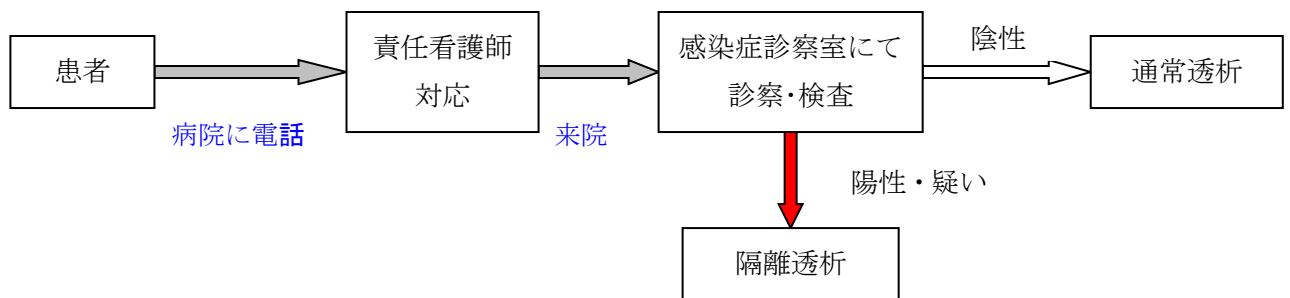 患者
病院に電話
責任看護師
対応
来院
感染症診察室にて
診察・検査
陰性
通常透析
陽性・疑い
隔離透析